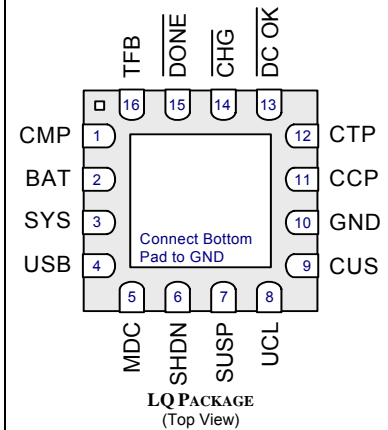 TFB
DONE
CHG
DC OK
16 15 14 13
CMP 1
12 CTP
BAT 2
11 CCP
SYS 3
10 GND
USB 4
9 CUS
Connect Bottom
Pad to GND
5 6 7 8
MDC
SHDN
SUSP
UCL
LQ PACKAGE
(Top View)